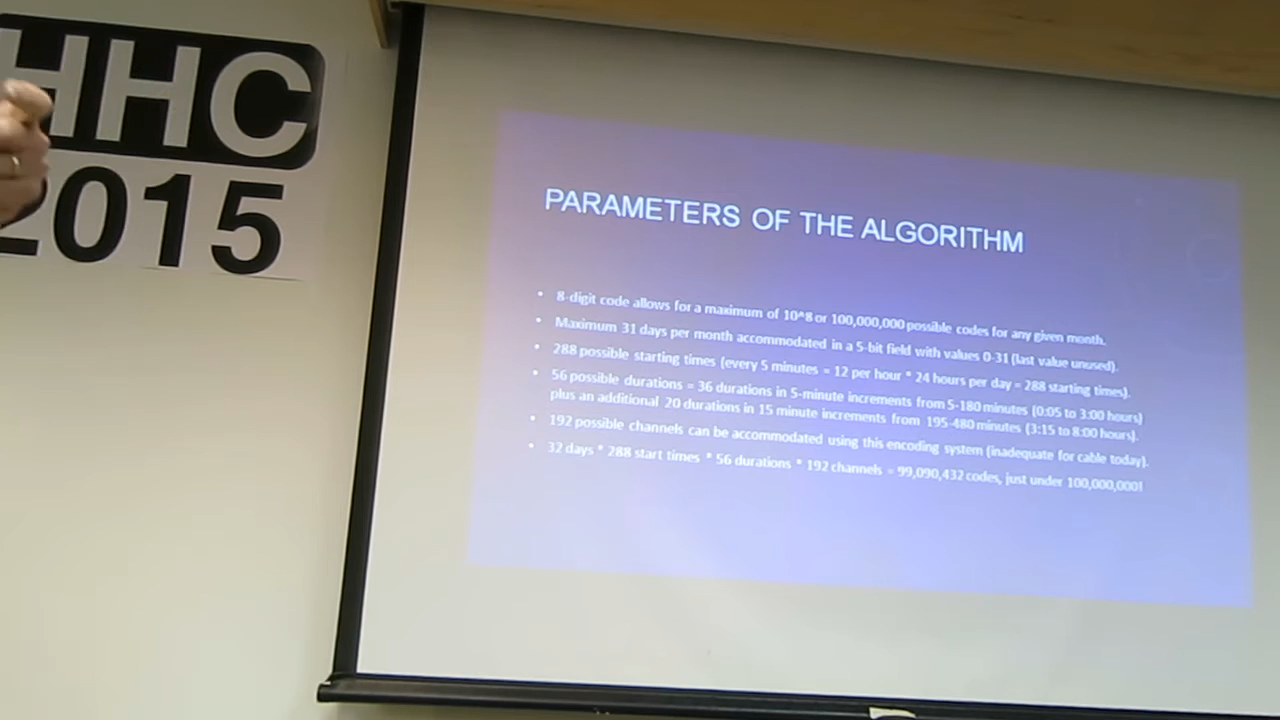 HHC
2015
PARAMETERS OF THE ALGORITHM
• 8-digit code allows for a maximum of 10^8 or 100,000,000 possible codes for any given month.
• Maximum 31 days per month accommodated in a 5-bit field with values 0-31 (last value unused).
• 288 possible starting times (every 5 minutes = 12 per hour * 24 hours per day = 288 starting times).
• 56 possible durations = 36 durations in 5-minute increments from 5-180 minutes (0:05 to 3:00 hours)
plus an additional 20 durations in 15 minute increments from 195-480 minutes (3:15 to 8:00 hours).
• 192 possible channels can be accommodated using this encoding system (inadequate for cable today).
• 32 days * 288 start times * 56 durations * 192 channels = 99,090,432 codes, just under 100,000,000!